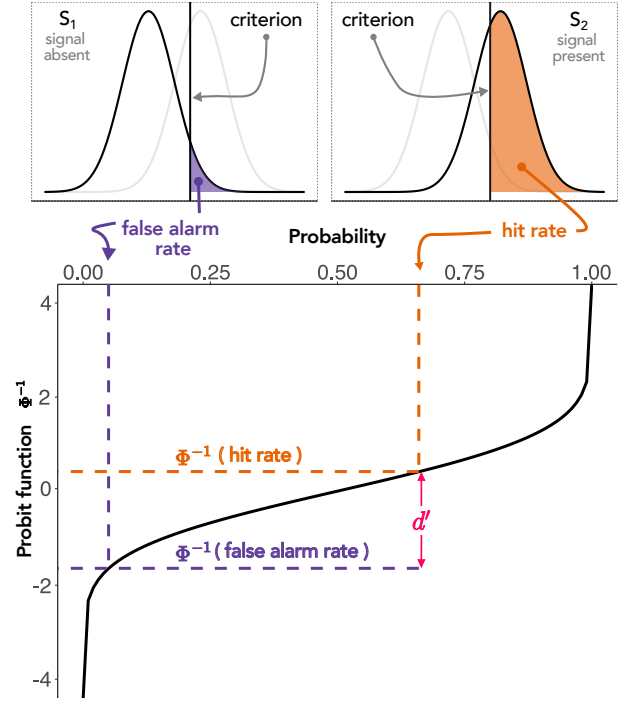 S₁
signal
absent
criterion
criterion
S₂
signal
present
false alarm
rate
Probability
hit rate
0.00 0.25 0.50 0.75 1.00
4
2
0
-2
-4
Probit function Φ⁻¹
Φ⁻¹ ( hit rate )
d′
Φ⁻¹ ( false alarm rate )